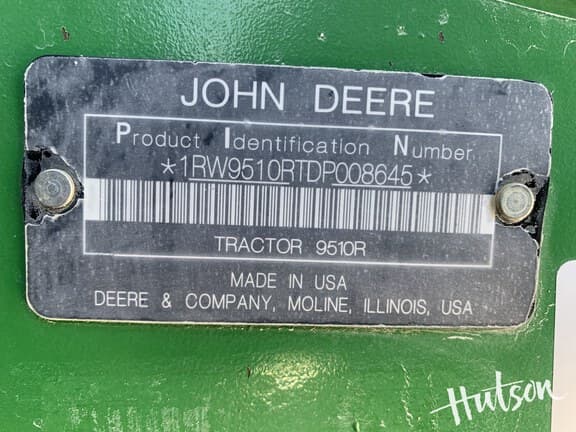 JOHN DEERE
Product Identification Number
*1RW9510RTDP008645*
TRACTOR 9510R
MADE IN USA
DEERE & COMPANY, MOLINE, ILLINOIS, USA
Hutson